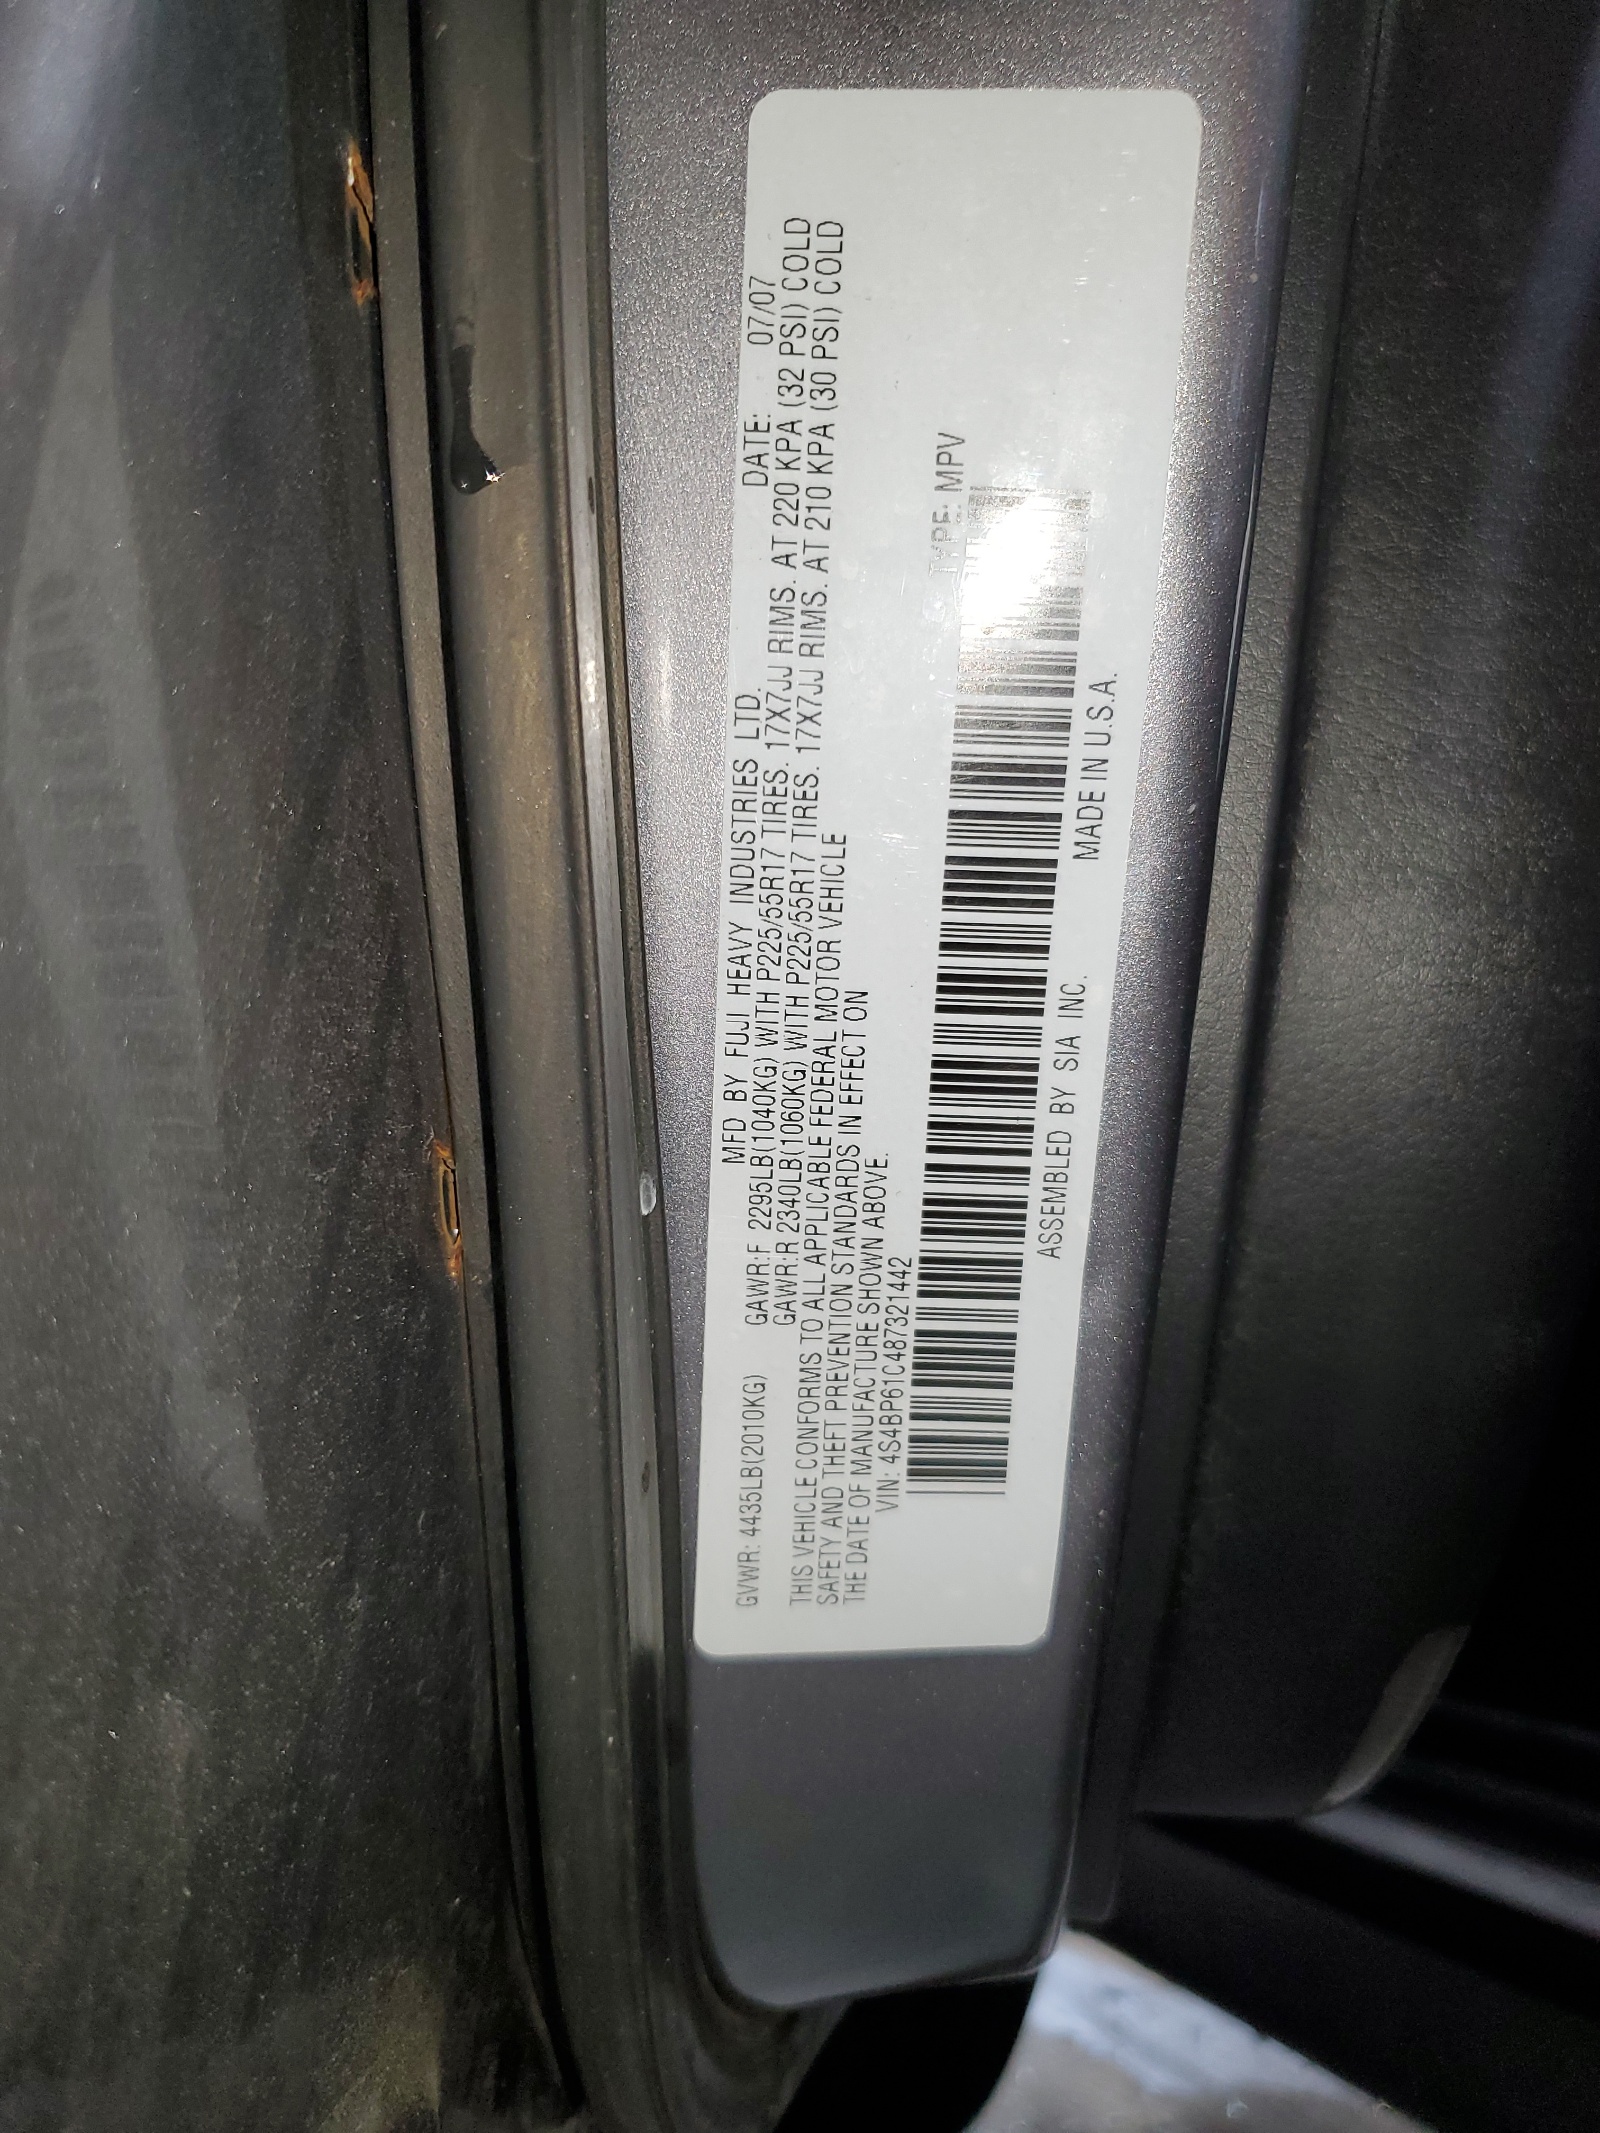 MFD BY FUJI HEAVY INDUSTRIES LTD. DATE: 07/07
GVWR: 4435LB(2010KG) GAWR:F 2295LB(1040KG) WITH P225/55R17 TIRES. 17X7JJ RIMS. AT 220 KPA (32 PSI) COLD
GAWR:R 2340LB(1060KG) WITH P225/55R17 TIRES. 17X7JJ RIMS. AT 210 KPA (30 PSI) COLD
THIS VEHICLE CONFORMS TO ALL APPLICABLE FEDERAL MOTOR VEHICLE
SAFETY AND THEFT PREVENTION STANDARDS IN EFFECT ON
THE DATE OF MANUFACTURE SHOWN ABOVE.
VIN: 4S4BP61C487321442 TYPE: MPV
ASSEMBLED BY SIA INC. MADE IN U.S.A.